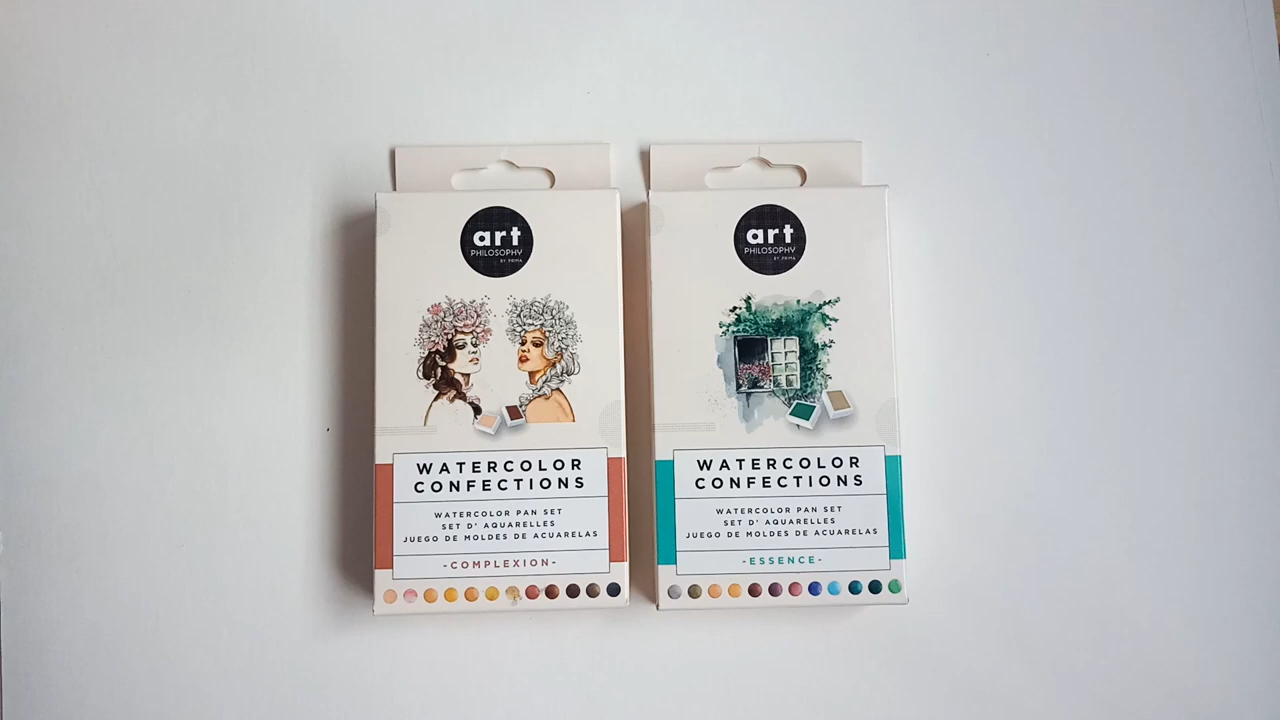 art
PHILOSOPHY
BY PRIMA
WATERCOLOR
CONFECTIONS
WATERCOLOR PAN SET
SET D' AQUARELLES
JUEGO DE MOLDES DE ACUARELAS
-COMPLEXION-
art
PHILOSOPHY
BY PRIMA
WATERCOLOR
CONFECTIONS
WATERCOLOR PAN SET
SET D' AQUARELLES
JUEGO DE MOLDES DE ACUARELAS
-ESSENCE-